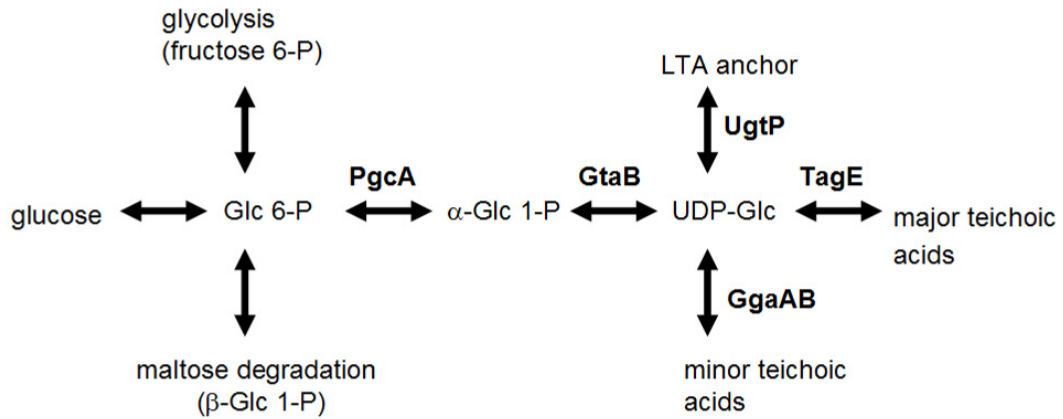 glycolysis
(fructose 6-P)
LTA anchor
UgtP
PgcA
GtaB
TagE
glucose
Glc 6-P
α-Glc 1-P
UDP-Glc
major teichoic
acids
GgaAB
maltose degradation
(β-Glc 1-P)
minor teichoic
acids